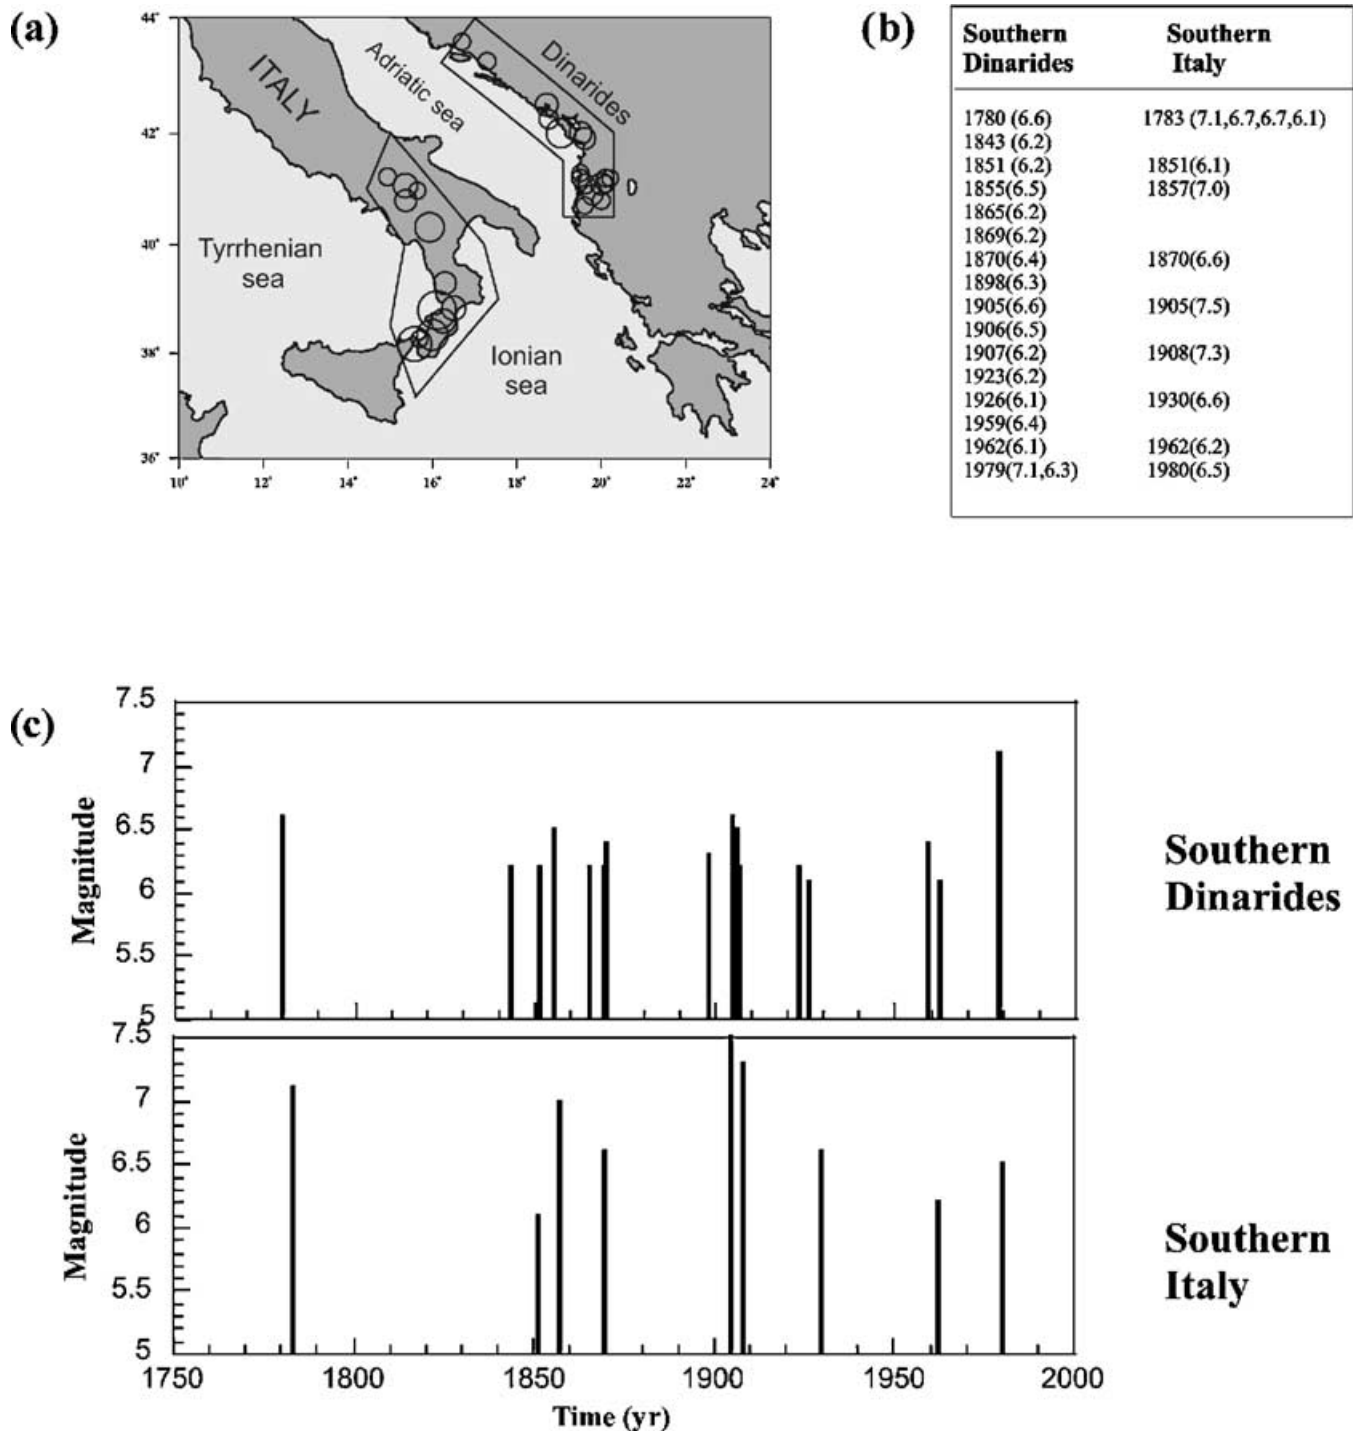 (a)
44°
42°
40°
38°
36°
10°
12°
14°
16°
18°
20°
22°
24°
ITALY
Adriatic sea
Dinarides
Tyrrhenian
sea
Ionian
sea
(b)
Southern Southern
Dinarides Italy
1780 (6.6) 1783 (7.1,6.7,6.7,6.1)
1843 (6.2)
1851 (6.2) 1851(6.1)
1855(6.5) 1857(7.0)
1865(6.2)
1869(6.2)
1870(6.4) 1870(6.6)
1898(6.3)
1905(6.6) 1905(7.5)
1906(6.5)
1907(6.2) 1908(7.3)
1923(6.2)
1926(6.1) 1930(6.6)
1959(6.4)
1962(6.1) 1962(6.2)
1979(7.1,6.3) 1980(6.5)
(c)
7.5
7
6.5
6
5.5
5
Magnitude
Southern
Dinarides
7.5
7
6.5
6
5.5
5
Magnitude
Southern
Italy
1750 1800 1850 1900 1950 2000
Time (yr)